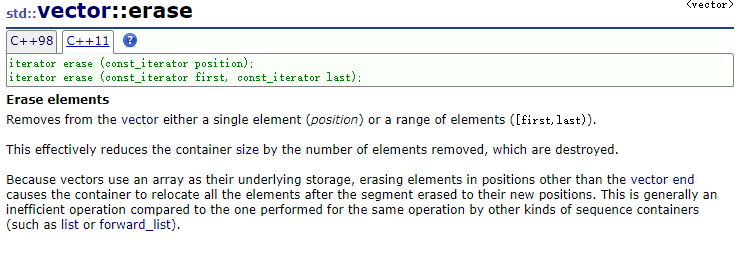 std::vector::erase
<vector>
C++98 C++11 ?
iterator erase (const_iterator position);
iterator erase (const_iterator first, const_iterator last);
Erase elements
Removes from the vector either a single element (position) or a range of elements ([first,last)).
This effectively reduces the container size by the number of elements removed, which are destroyed.
Because vectors use an array as their underlying storage, erasing elements in positions other than the vector end
causes the container to relocate all the elements after the segment erased to their new positions. This is generally an
inefficient operation compared to the one performed for the same operation by other kinds of sequence containers
(such as list or forward_list).